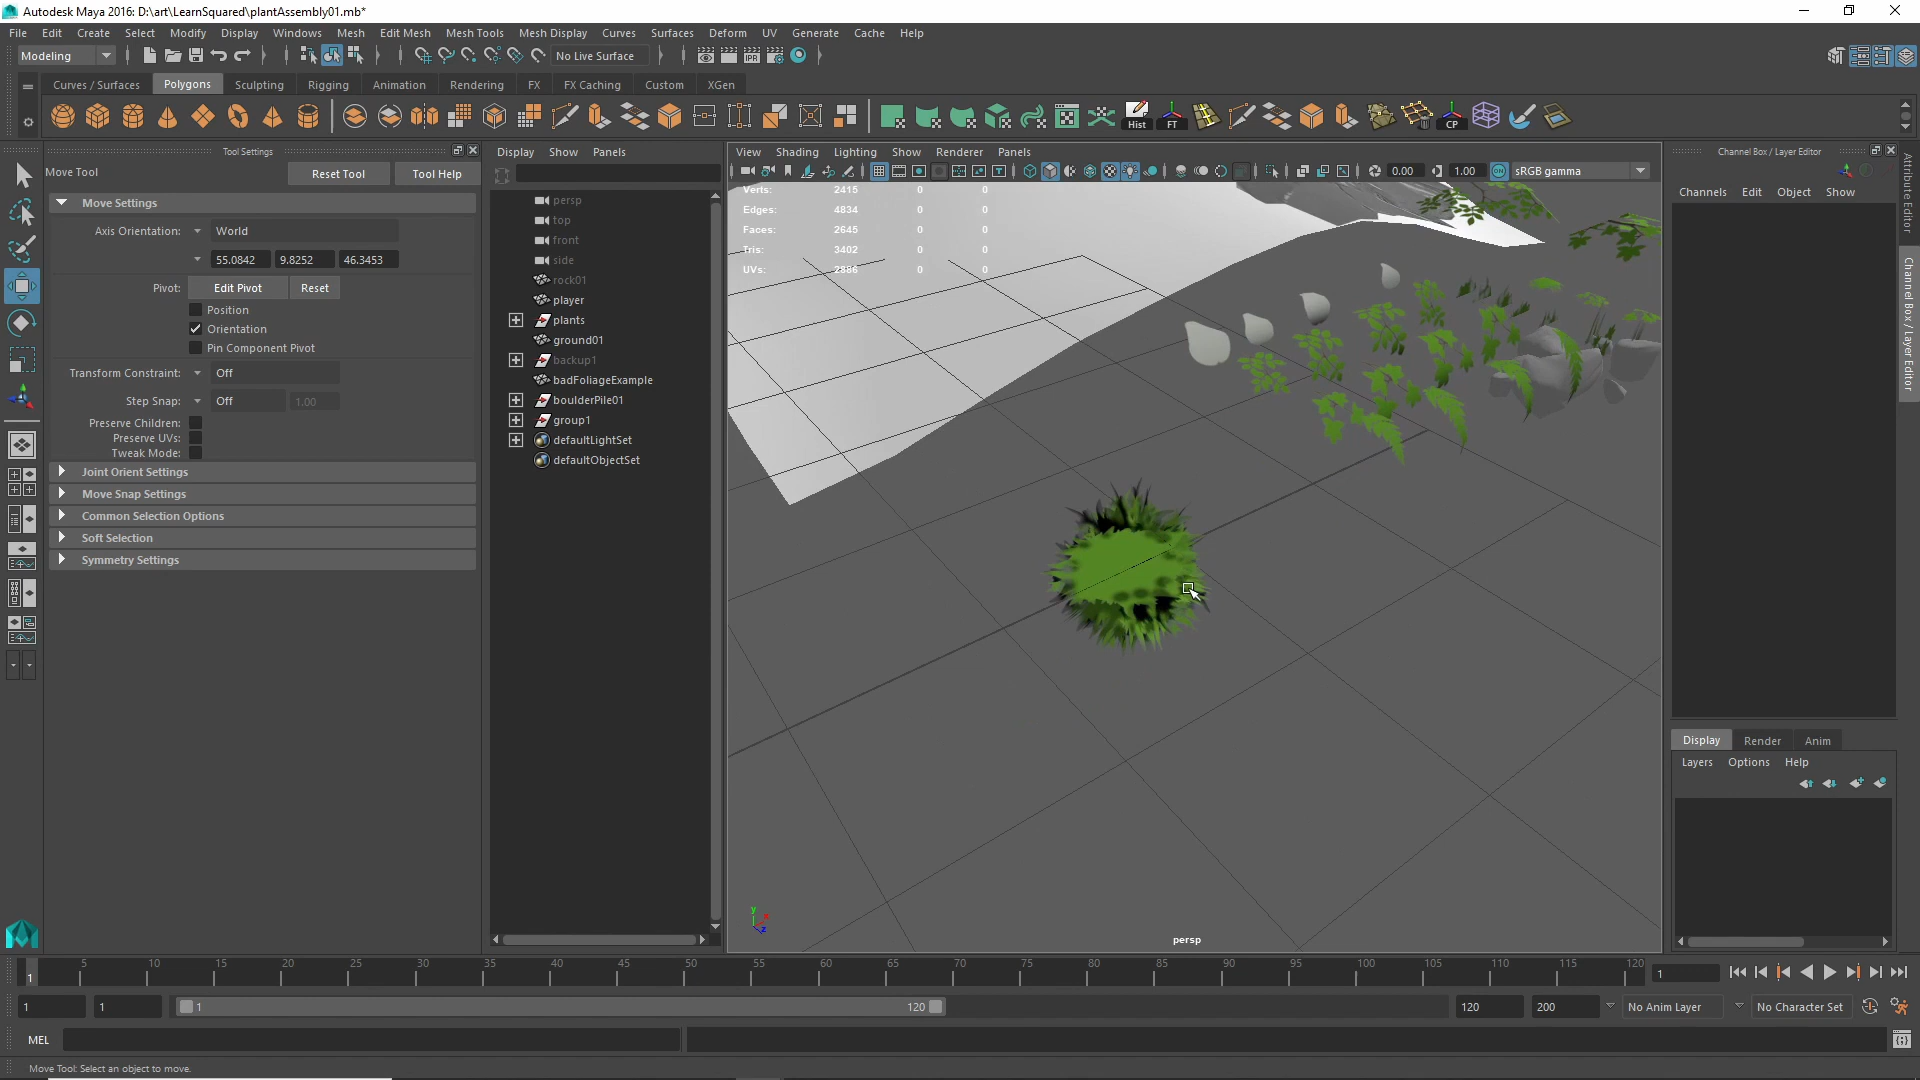 Autodesk Maya 2016: D:\art\LearnSquared\plantAssembly01.mb*
File Edit Create Select Modify Display Windows Mesh Edit Mesh Mesh Tools Mesh Display Curves Surfaces Deform UV Generate Cache Help
Modeling No Live Surface IPR
Curves / Surfaces Polygons Sculpting Rigging Animation Rendering FX FX Caching Custom XGen
Hist FT CP
Tool Settings
Move Tool Reset Tool Tool Help
Move Settings
Axis Orientation: World
55.0842 9.8252 46.3453
Pivot: Edit Pivot Reset
Position
Orientation
Pin Component Pivot
Transform Constraint: Off
Step Snap: Off 1.00
Preserve Children:
Preserve UVs:
Tweak Mode:
Joint Orient Settings
Move Snap Settings
Common Selection Options
Soft Selection
Symmetry Settings
Display Show Panels
persp
top
front
side
rock01
player
plants
ground01
backup1
badFoliageExample
boulderPile01
group1
defaultLightSet
defaultObjectSet
View Shading Lighting Show Renderer Panels
0.00 1.00 ON sRGB gamma
Verts: 2415 0 0
Edges: 4834 0 0
Faces: 2645 0 0
Tris: 3402 0 0
UVs: 2886 0 0
y x z
persp
Channel Box / Layer Editor
Channels Edit Object Show
Attribute Editor
Channel Box / Layer Editor
Display Render Anim
Layers Options Help
1 5 10 15 20 25 30 35 40 45 50 55 60 65 70 75 80 85 90 95 100 105 110 115 120 1
1 1 1 120 120 200 No Anim Layer No Character Set
MEL
Move Tool: Select an object to move.